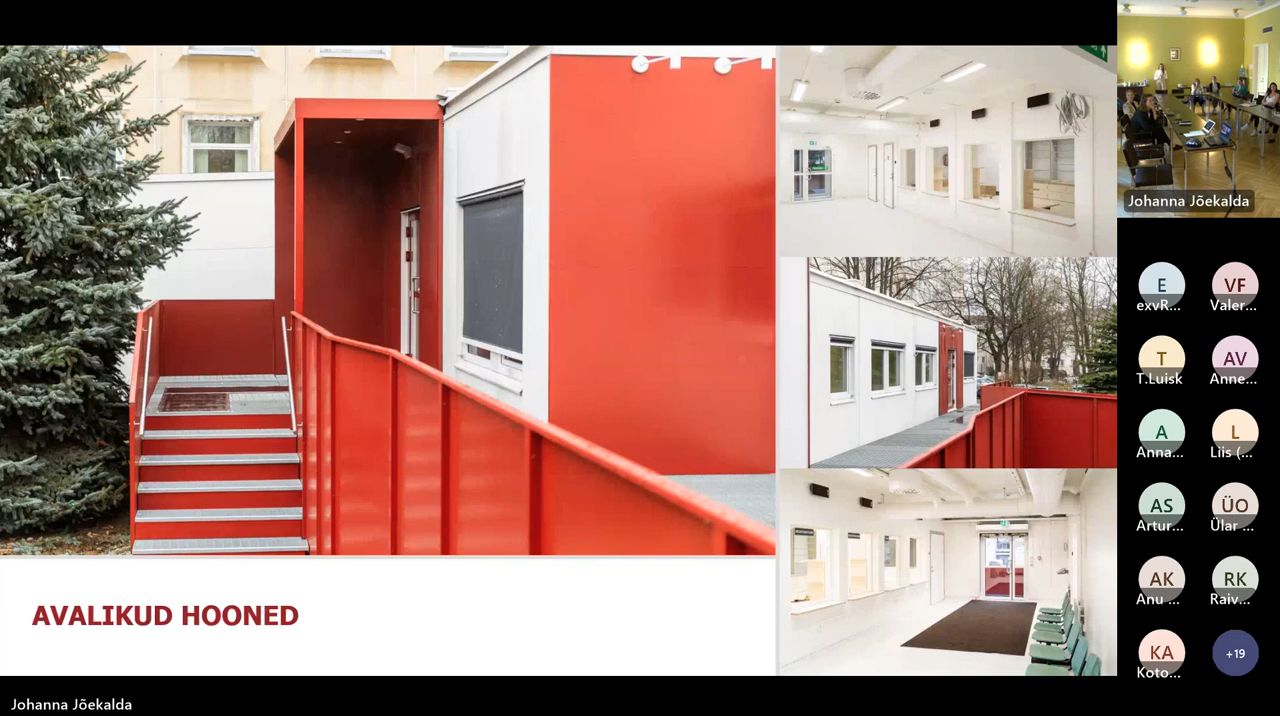 Johanna Jõekalda
E
exvR...
VF
Valer...
T
T.Luisk
AV
Anne...
A
Anna...
L
Liis (...
AS
Artur...
ÜO
Ülar ...
AK
Anu ...
RK
Raiv...
KA
Koto...
+19
AVALIKUD HOONED
Johanna Jõekalda